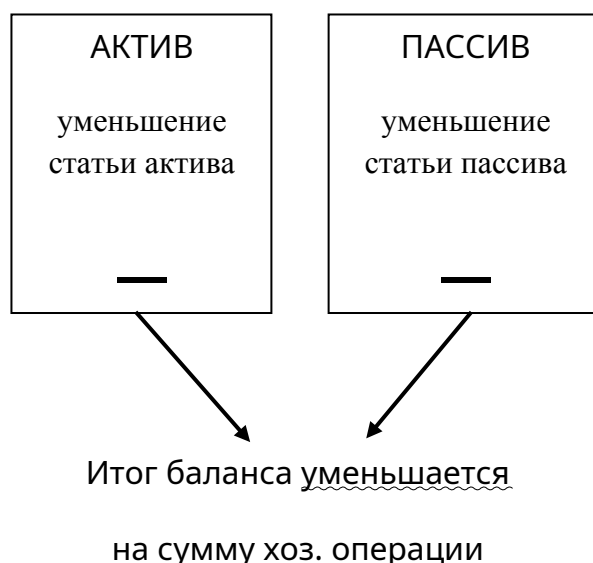 АКТИВ
уменьшение
статьи актива
—
ПАССИВ
уменьшение
статьи пассива
—
Итог баланса уменьшается
на сумму хоз. операции